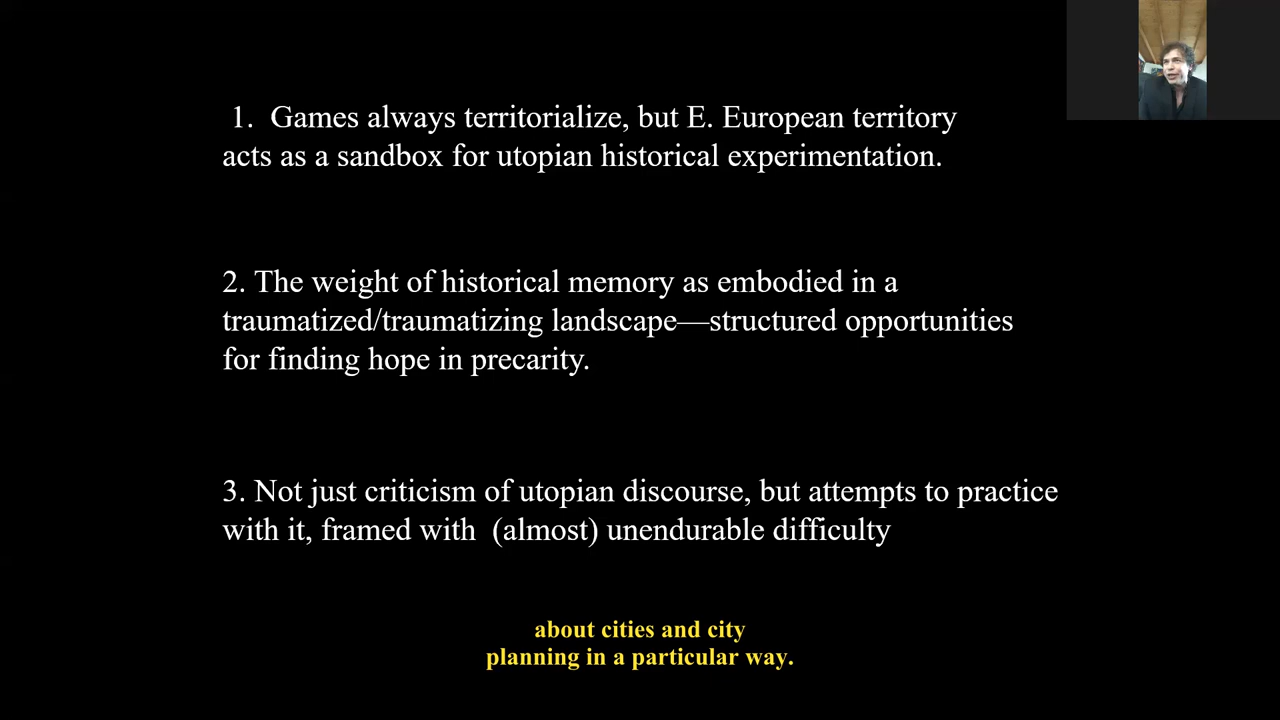 1. Games always territorialize, but E. European territory
acts as a sandbox for utopian historical experimentation.
2. The weight of historical memory as embodied in a
traumatized/traumatizing landscape—structured opportunities
for finding hope in precarity.
3. Not just criticism of utopian discourse, but attempts to practice
with it, framed with (almost) unendurable difficulty
about cities and city
planning in a particular way.